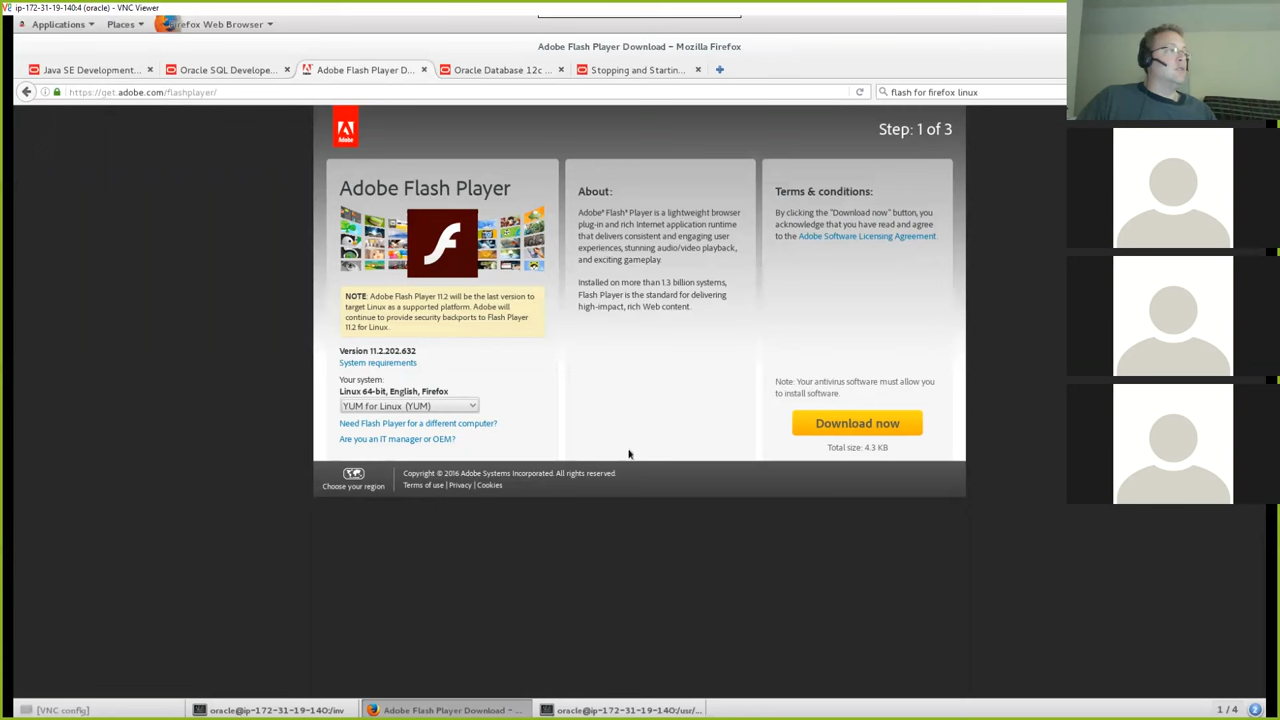 ip-172-31-19-140:4 (oracle) - VNC Viewer
Applications Places Firefox Web Browser
Adobe Flash Player Download – Mozilla Firefox
Java SE Development... Oracle SQL Develope... Adobe Flash Player D... Oracle Database 12c ... Stopping and Startin...
https://get.adobe.com/flashplayer/ flash for firefox linux
Adobe
Step: 1 of 3
Adobe Flash Player
NOTE: Adobe Flash Player 11.2 will be the last version to
target Linux as a supported platform. Adobe will
continue to provide security backports to Flash Player
11.2 for Linux.
Version 11.2.202.632
System requirements
Your system:
Linux 64-bit, English, Firefox
YUM for Linux (YUM)
Need Flash Player for a different computer?
Are you an IT manager or OEM?
About:
Adobe® Flash® Player is a lightweight browser
plug-in and rich Internet application runtime
that delivers consistent and engaging user
experiences, stunning audio/video playback,
and exciting gameplay.
Installed on more than 1.3 billion systems,
Flash Player is the standard for delivering
high-impact, rich Web content.
Terms & conditions:
By clicking the "Download now" button, you
acknowledge that you have read and agree
to the Adobe Software Licensing Agreement.
Note: Your antivirus software must allow you
to install software.
Download now
Total size: 4.3 KB
Choose your region
Copyright © 2016 Adobe Systems Incorporated. All rights reserved.
Terms of use | Privacy | Cookies
[VNC config] oracle@ip-172-31-19-140:/inv Adobe Flash Player Download – ... oracle@ip-172-31-19-140:/usr/... 1 / 4 2